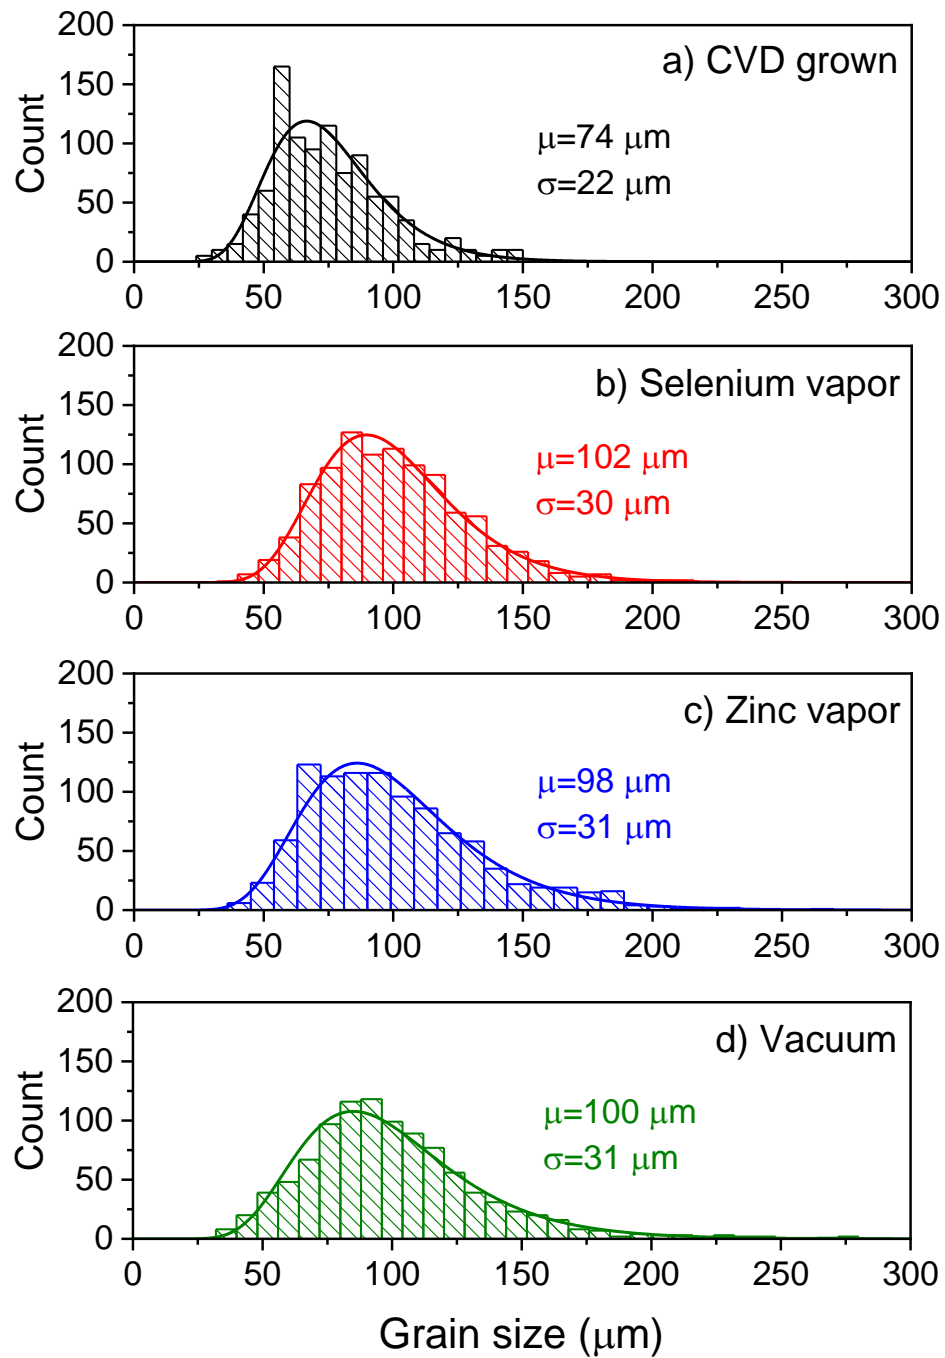 200
150
100
50
0
Count
a) CVD grown
μ=74 μm
σ=22 μm
0 50 100 150 200 250 300
200
150
100
50
0
Count
b) Selenium vapor
μ=102 μm
σ=30 μm
0 50 100 150 200 250 300
200
150
100
50
0
Count
c) Zinc vapor
μ=98 μm
σ=31 μm
0 50 100 150 200 250 300
200
150
100
50
0
Count
d) Vacuum
μ=100 μm
σ=31 μm
0 50 100 150 200 250 300
Grain size (μm)